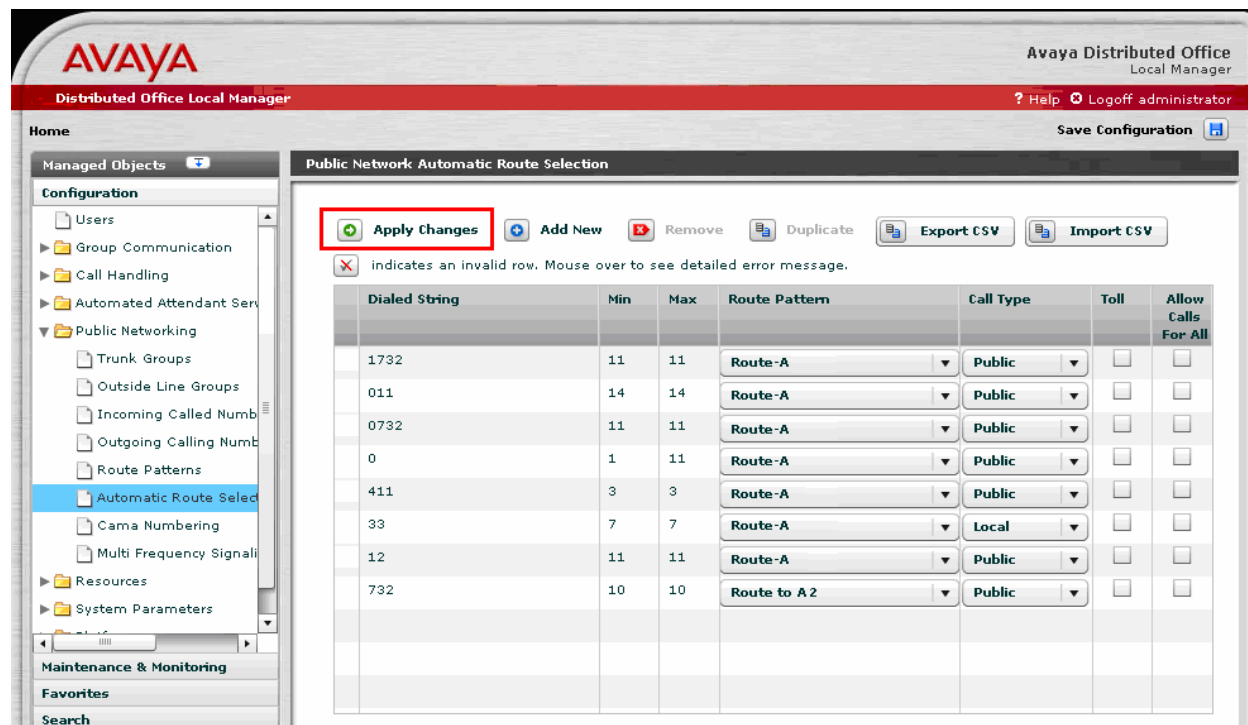 AVAYA
Avaya Distributed Office
Local Manager
Distributed Office Local Manager
? Help Logoff administrator
Home
Save Configuration
Managed Objects
Public Network Automatic Route Selection
Configuration
Users
Group Communication
Call Handling
Automated Attendant Serv
Public Networking
Trunk Groups
Outside Line Groups
Incoming Called Numb
Outgoing Calling Numb
Route Patterns
Automatic Route Select
Cama Numbering
Multi Frequency Signali
Resources
System Parameters
Maintenance & Monitoring
Favorites
Search
Apply Changes Add New Remove Duplicate Export CSV Import CSV
indicates an invalid row. Mouse over to see detailed error message.
Dialed String Min Max Route Pattern Call Type Toll Allow
Calls
For All
1732 11 11 Route-A Public
011 14 14 Route-A Public
0732 11 11 Route-A Public
0 1 11 Route-A Public
411 3 3 Route-A Public
33 7 7 Route-A Local
12 11 11 Route-A Public
732 10 10 Route to A2 Public